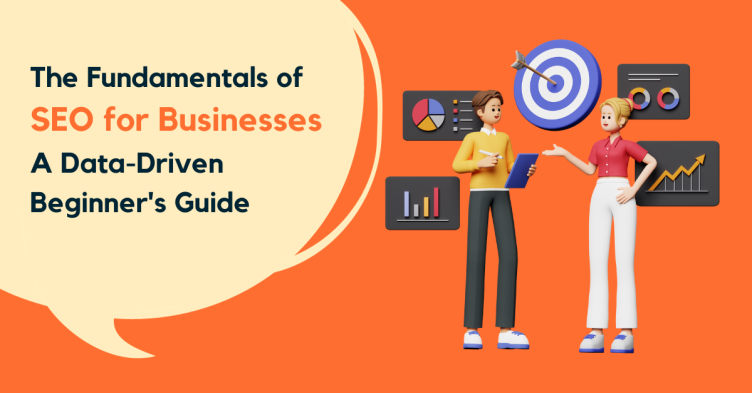 The Fundamentals of
SEO for Businesses
A Data-Driven
Beginner's Guide